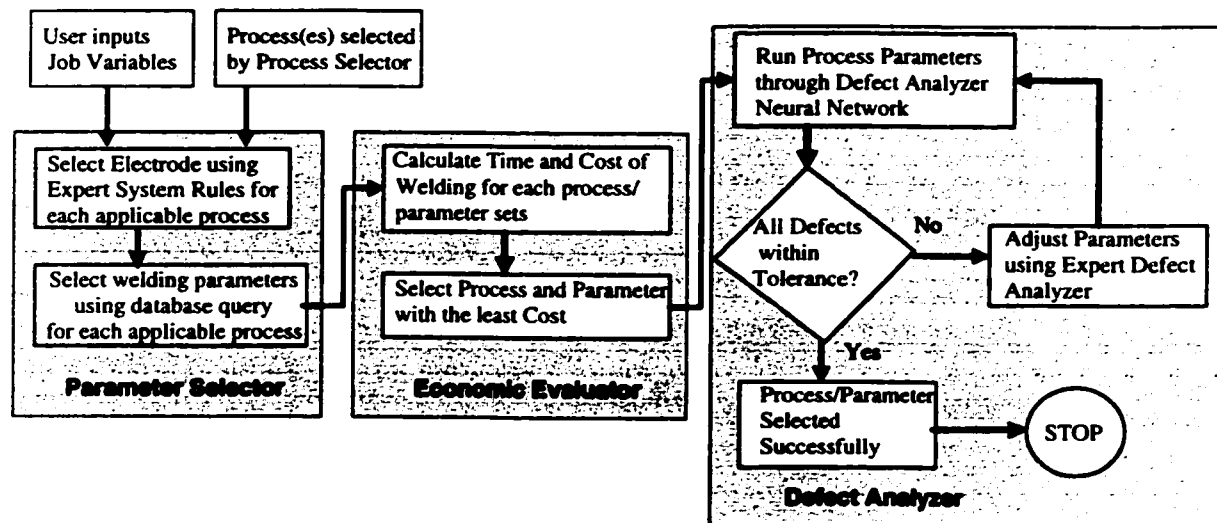 User inputs
Job Variables
Process(es) selected
by Process Selector
Select Electrode using
Expert System Rules for
each applicable process
Select welding parameters
using database query
for each applicable process
Parameter Selector
Calculate Time and Cost of
Welding for each process/
parameter sets
Select Process and Parameter
with the least Cost
Economic Evaluator
Run Process Parameters
through Defect Analyzer
Neural Network
All Defects
within
Tolerance?
No
Adjust Parameters
using Expert Defect
Analyzer
Yes
Process/Parameter
Selected
Successfully
STOP
Defect Analyzer